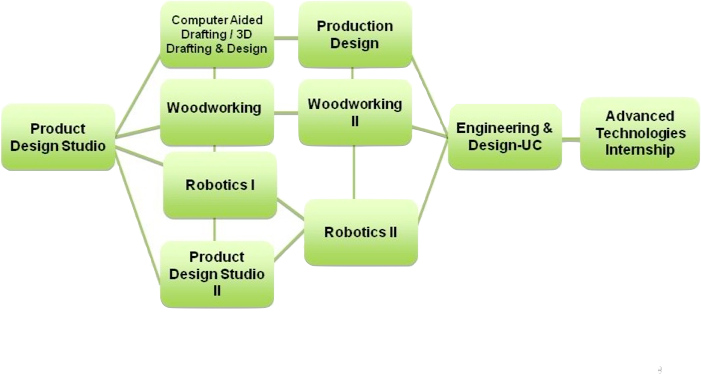 Computer Aided
Drafting / 3D
Drafting & Design
Production
Design
Woodworking
Woodworking
II
Product
Design Studio
Engineering &
Design-UC
Advanced
Technologies
Internship
Robotics I
Robotics II
Product
Design Studio
II